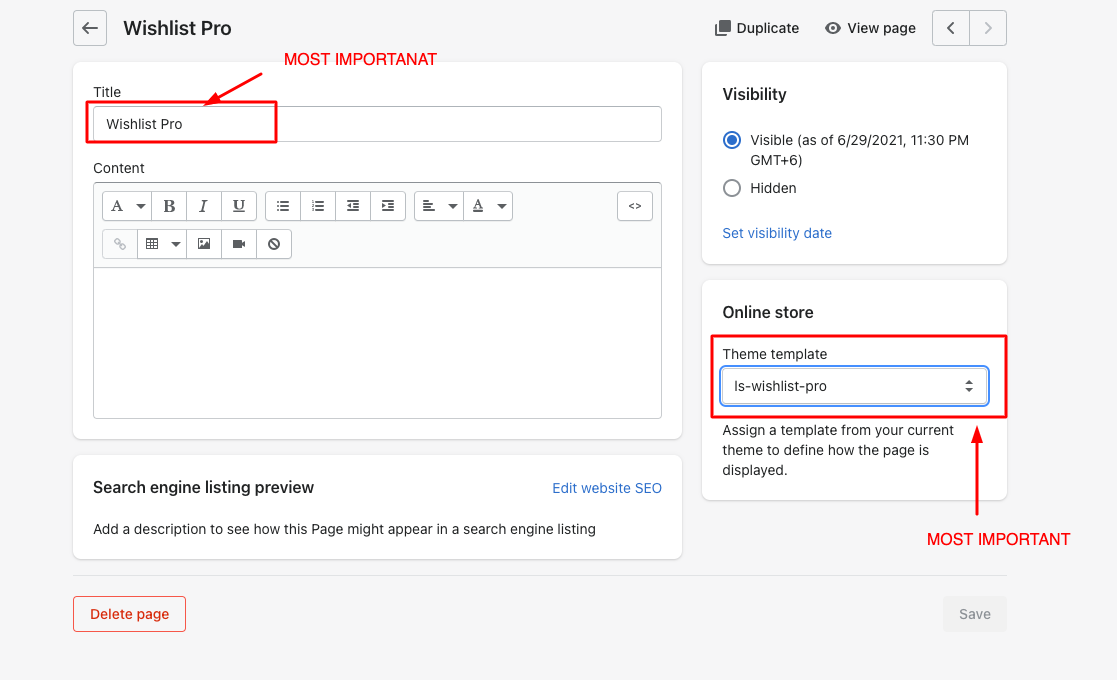 Wishlist Pro
Duplicate
View page
MOST IMPORTANAT
Title
Wishlist Pro
Content
A
B
I
U
A
<>
Visibility
Visible (as of 6/29/2021, 11:30 PM
GMT+6)
Hidden
Set visibility date
Online store
Theme template
ls-wishlist-pro
Assign a template from your current
theme to define how the page is
displayed.
MOST IMPORTANT
Search engine listing preview
Edit website SEO
Add a description to see how this Page might appear in a search engine listing
Delete page
Save